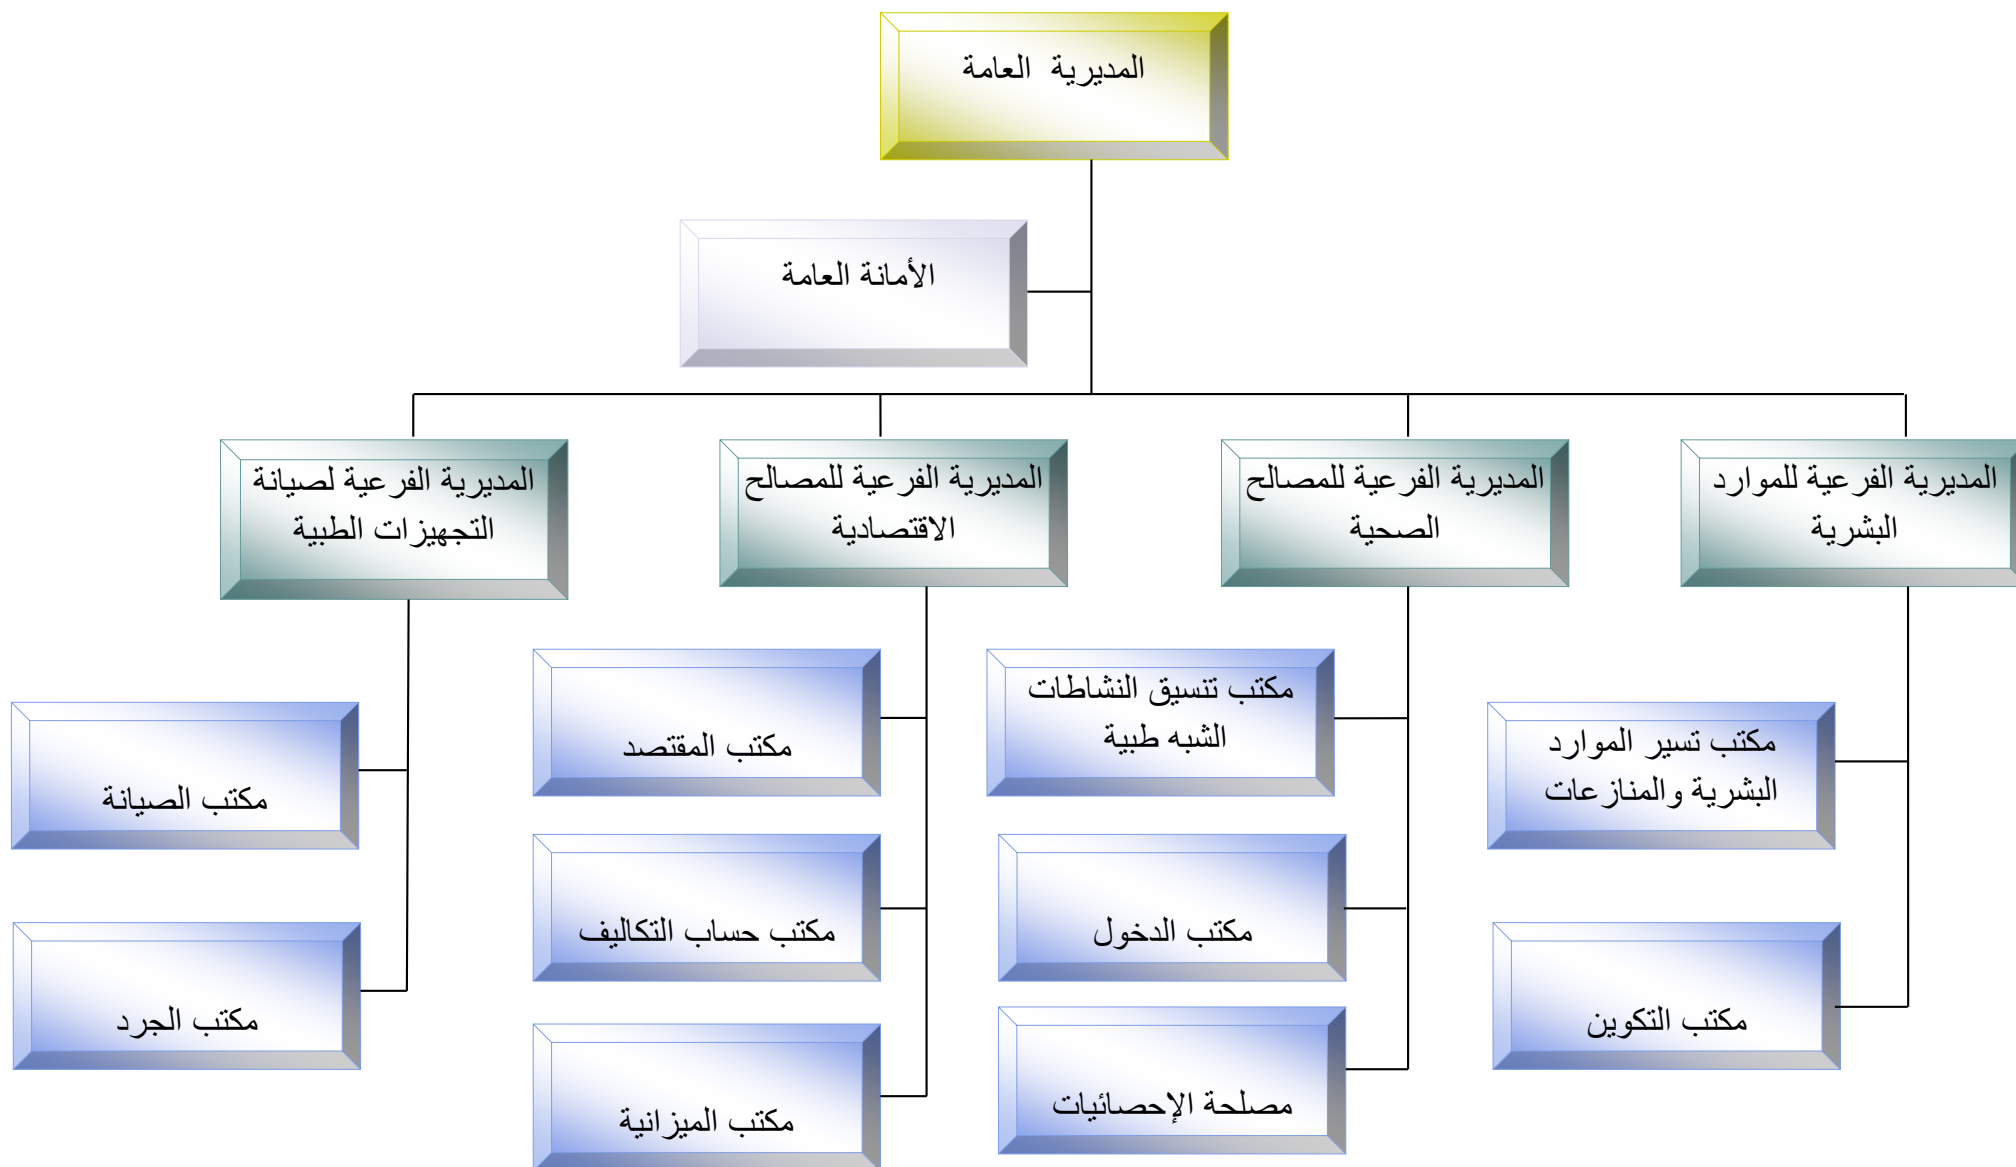 المديرية العامة
الأمانة العامة
المديرية الفرعية للموارد
البشرية
المديرية الفرعية للمصالح
الصحية
المديرية الفرعية للمصالح
الاقتصادية
المديرية الفرعية لصيانة
التجهيزات الطبية
مكتب تسير الموارد
البشرية والمنازعات
مكتب التكوين
مكتب تنسيق النشاطات
الشبه طبية
مكتب الدخول
مصلحة الإحصائيات
مكتب المقتصد
مكتب حساب التكاليف
مكتب الميزانية
مكتب الصيانة
مكتب الجرد